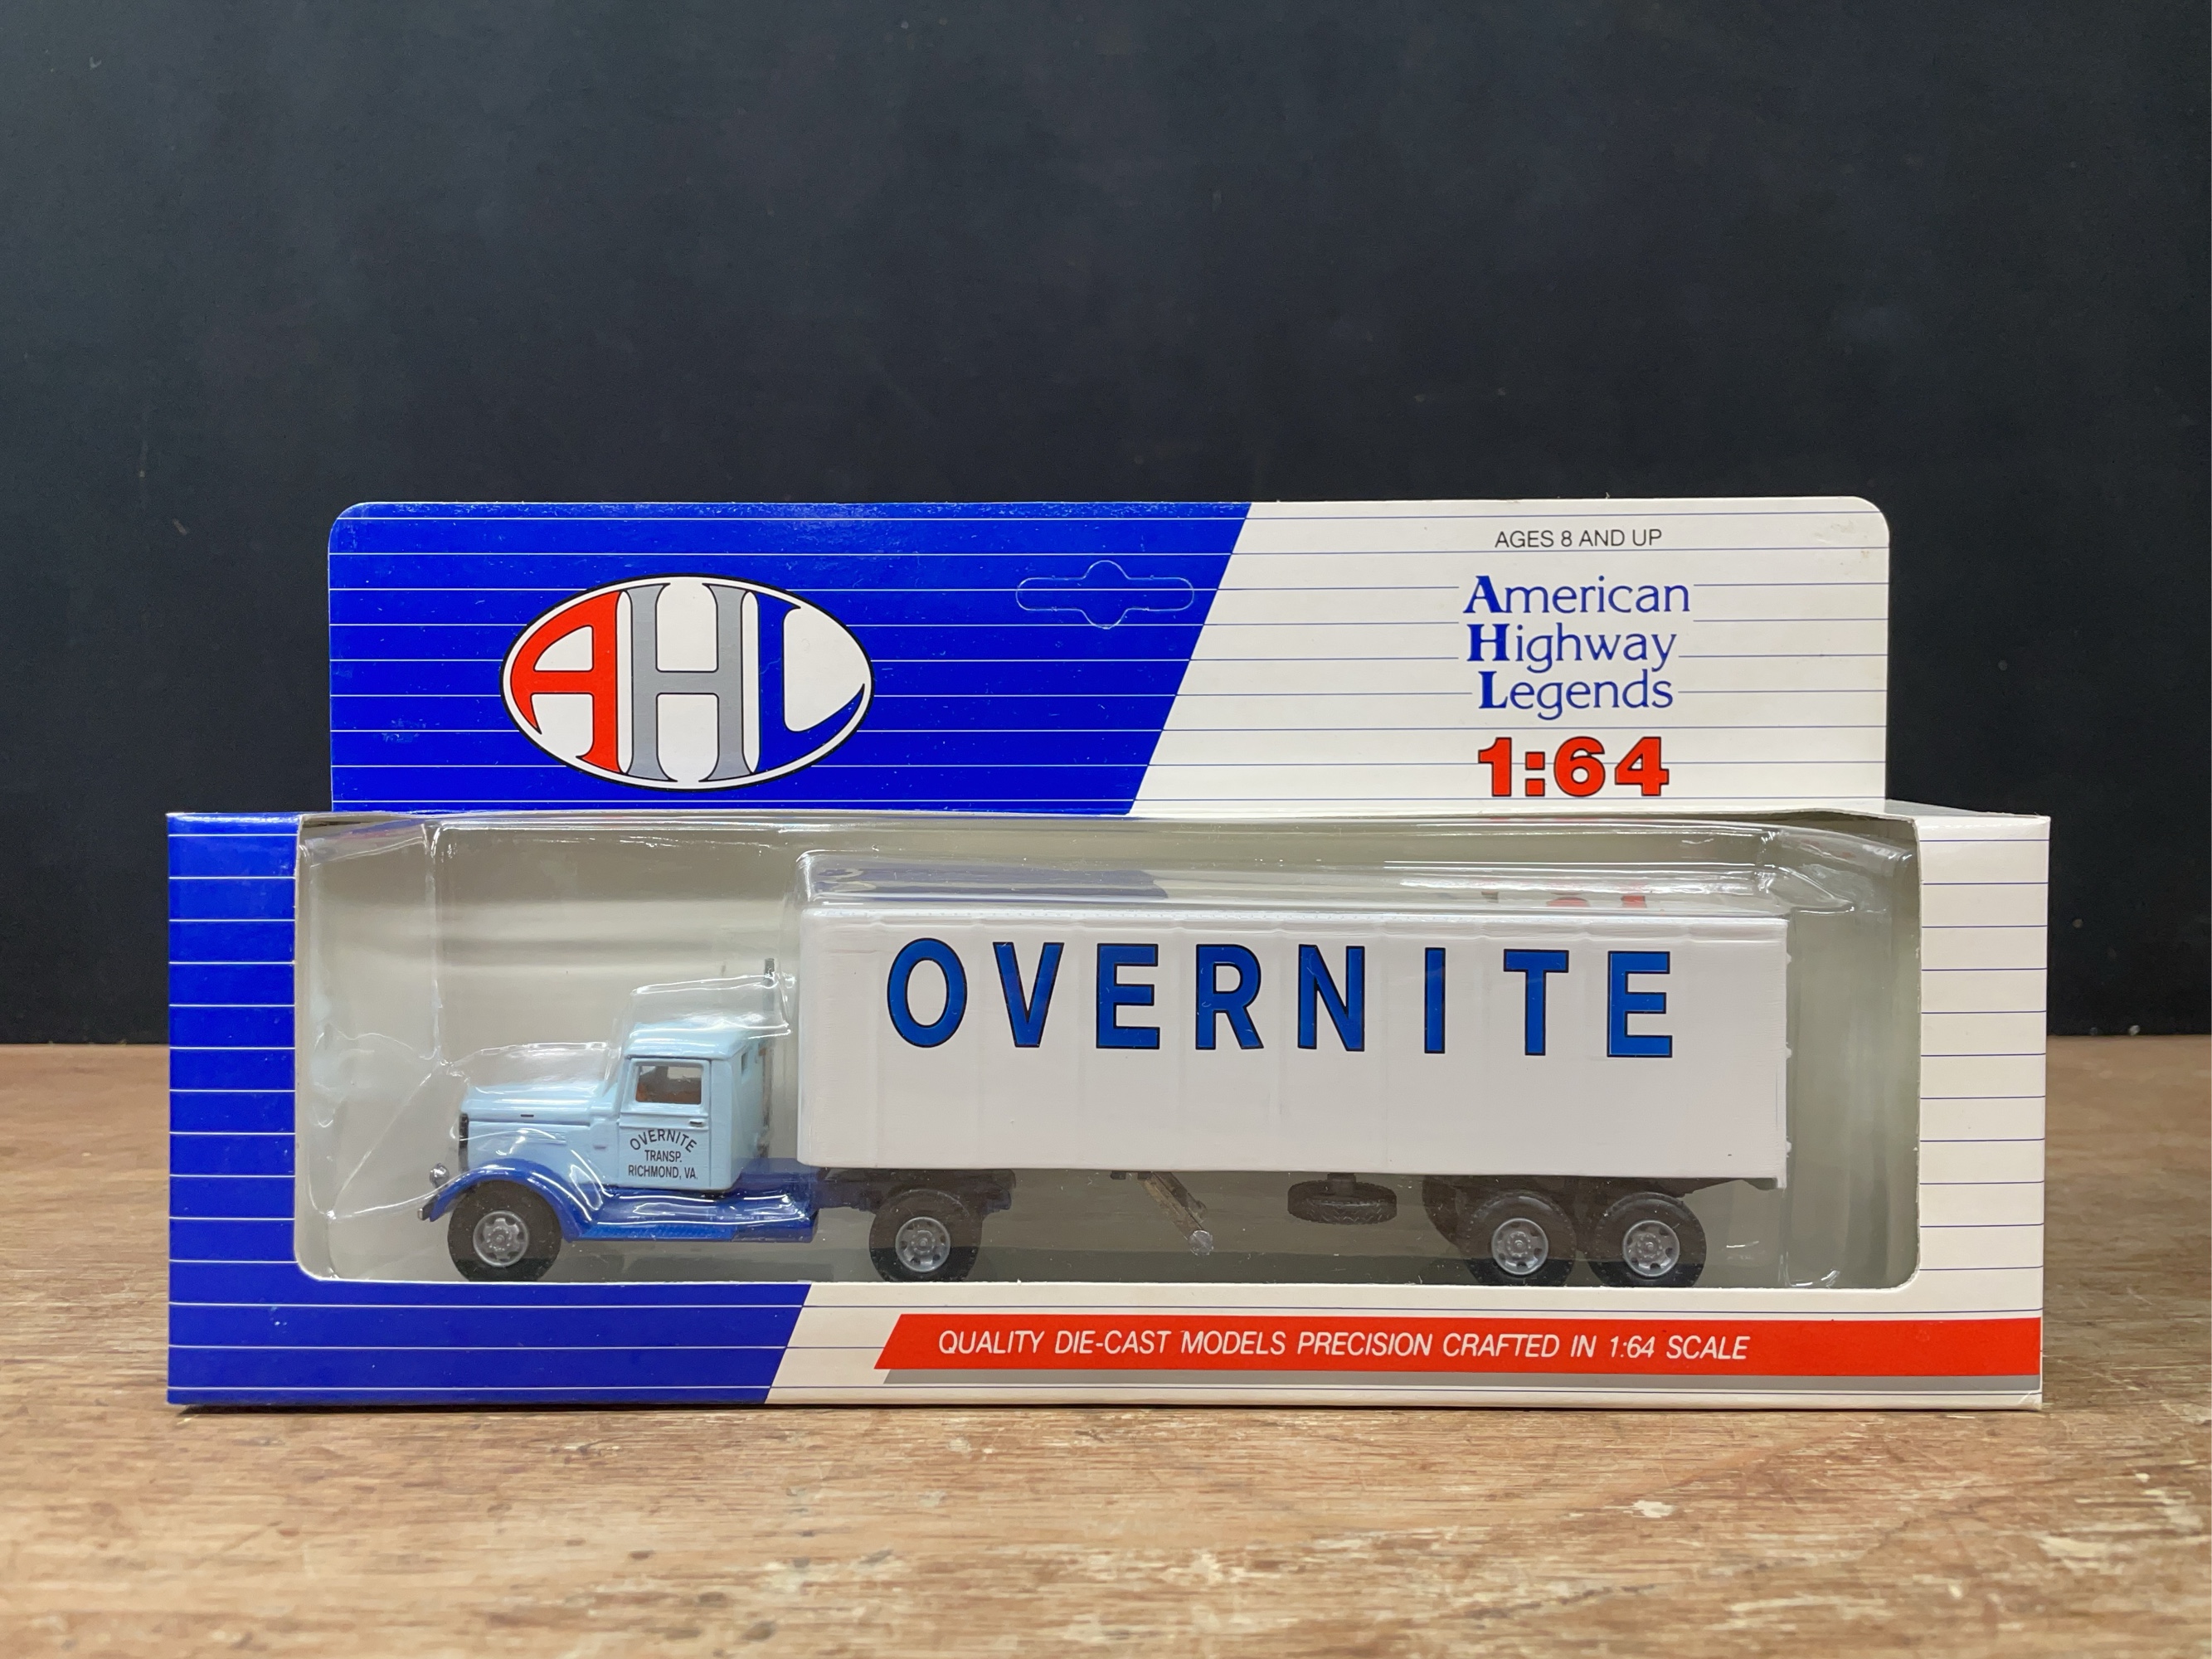 AHL
AGES 8 AND UP
American
Highway
Legends
1:64
OVERNITE
OVERNITE
TRANSP.
RICHMOND, VA.
QUALITY DIE-CAST MODELS PRECISION CRAFTED IN 1:64 SCALE